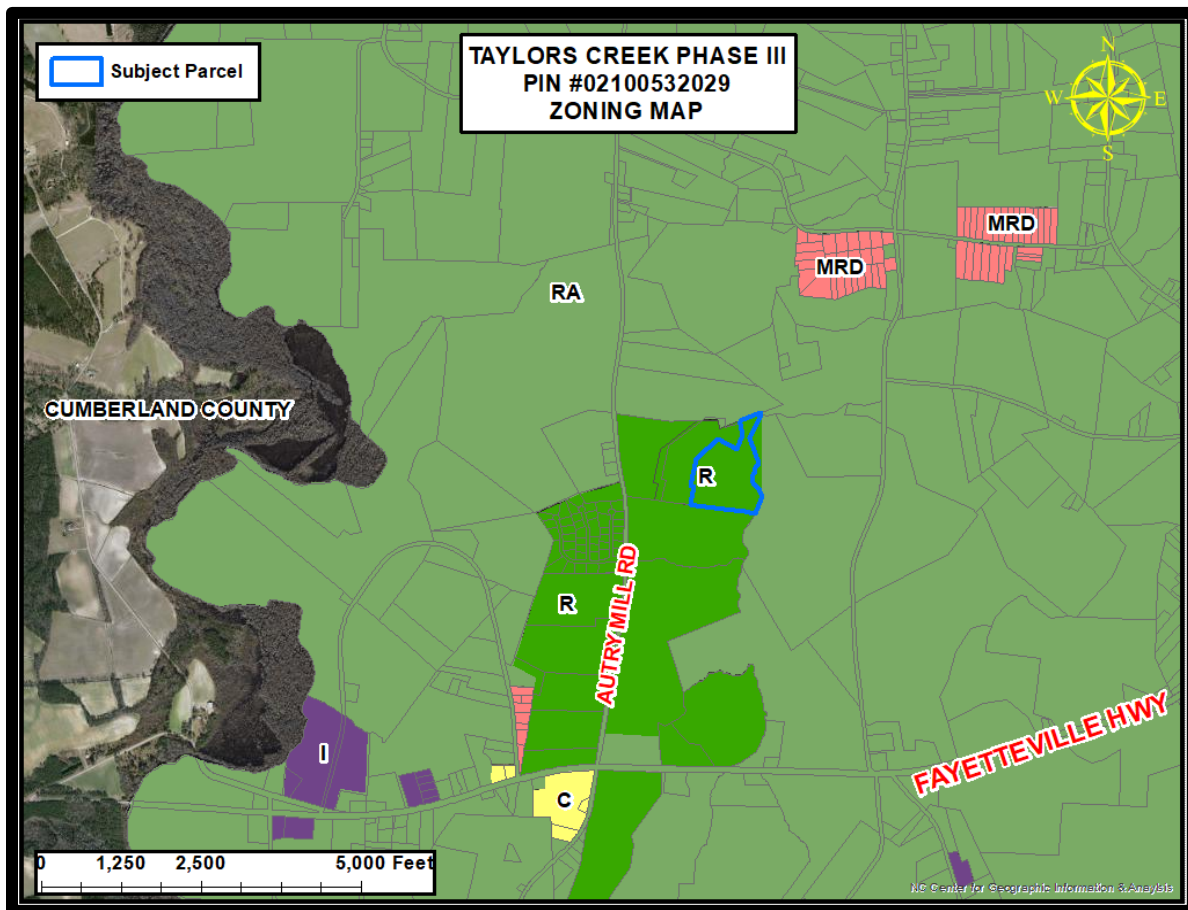 Subject Parcel
TAYLORS CREEK PHASE III
PIN #02100532029
ZONING MAP
N
W
E
S
MRD
MRD
RA
CUMBERLAND COUNTY
R
AUTRY MILL RD
R
FAYETTEVILLE HWY
I
C
0 1,250 2,500 5,000 Feet
NC Center for Geographic Information & Anaylsis